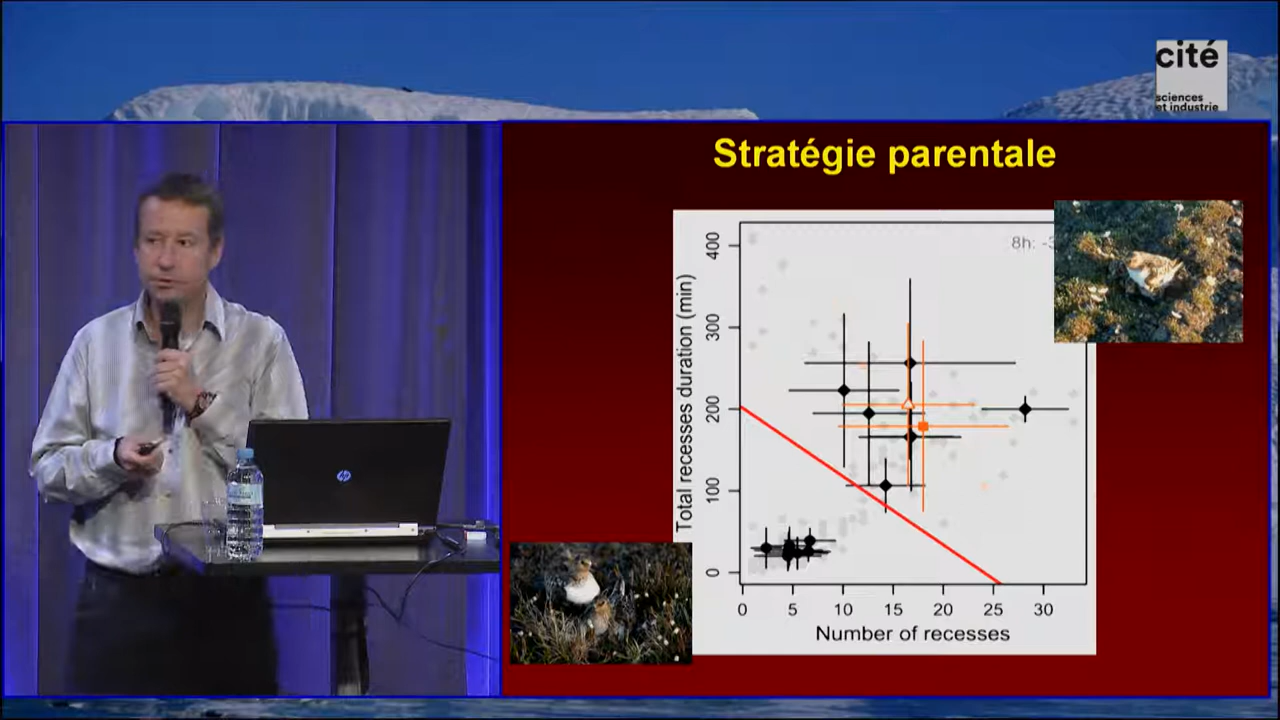 cité
sciences
et industrie
Stratégie parentale
8h: -3
400
300
200
100
0
Total recesses duration (min)
0 5 10 15 20 25 30
Number of recesses
hp